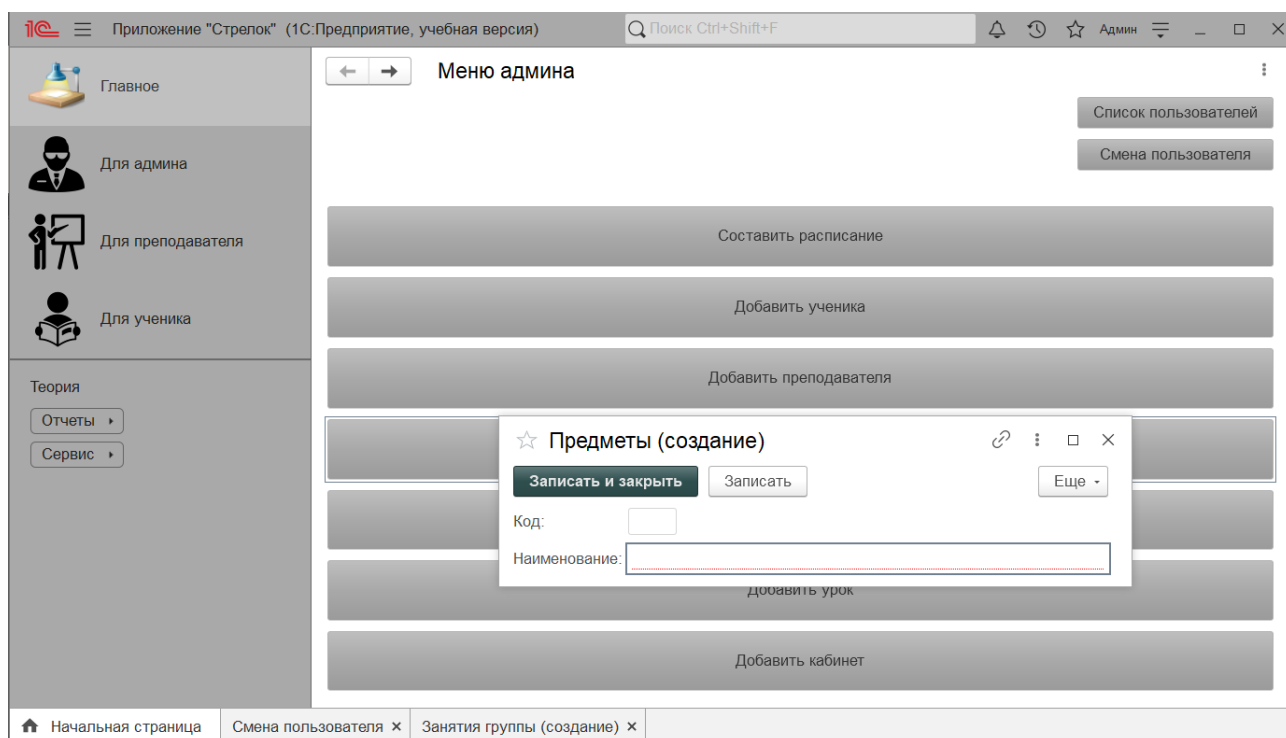 1С Приложение "Стрелок" (1С:Предприятие, учебная версия) Поиск Ctrl+Shift+F Админ
Главное
Для админа
Для преподавателя
Для ученика
Теория
Отчеты
Сервис
Меню админа
Список пользователей
Смена пользователя
Составить расписание
Добавить ученика
Добавить преподавателя
Предметы (создание)
Записать и закрыть Записать Еще
Код:
Наименование:
Добавить урок
Добавить кабинет
Начальная страница Смена пользователя Занятия группы (создание)